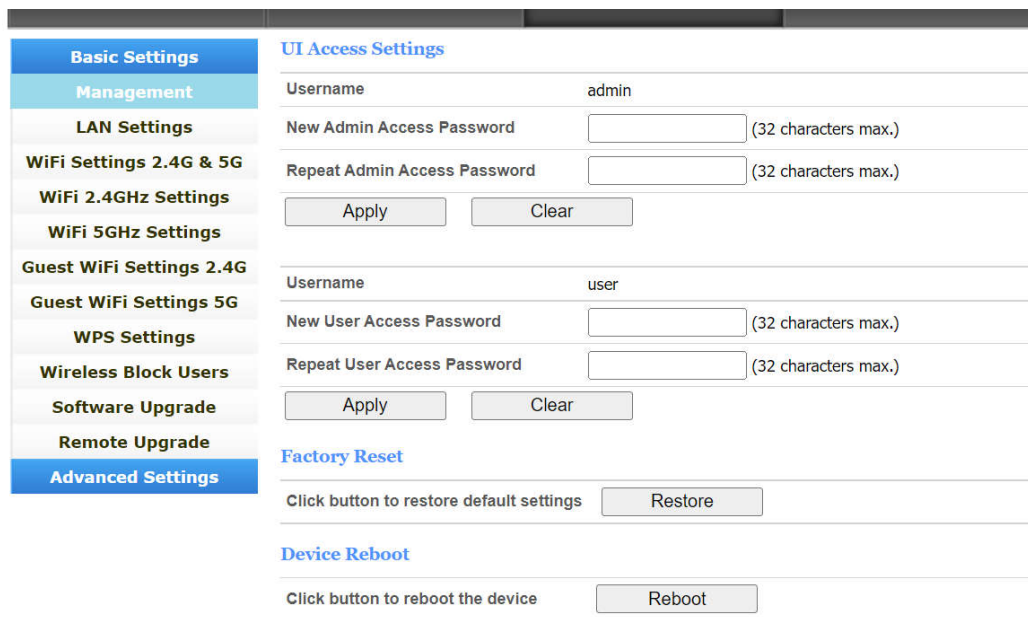 Basic Settings
Management
LAN Settings
WiFi Settings 2.4G & 5G
WiFi 2.4GHz Settings
WiFi 5GHz Settings
Guest WiFi Settings 2.4G
Guest WiFi Settings 5G
WPS Settings
Wireless Block Users
Software Upgrade
Remote Upgrade
Advanced Settings
UI Access Settings
Username admin
New Admin Access Password (32 characters max.)
Repeat Admin Access Password (32 characters max.)
Apply Clear
Username user
New User Access Password (32 characters max.)
Repeat User Access Password (32 characters max.)
Apply Clear
Factory Reset
Click button to restore default settings Restore
Device Reboot
Click button to reboot the device Reboot